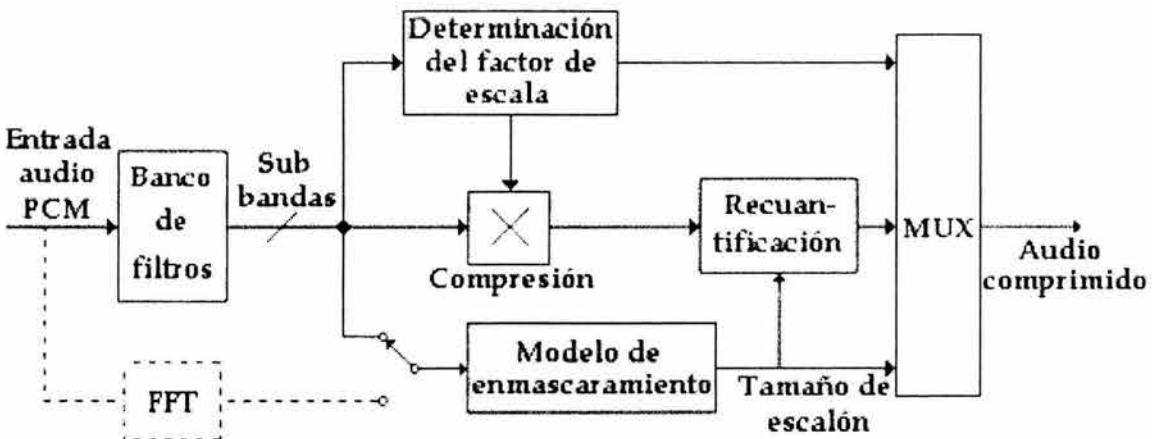 Determinación
del factor de
escala
Entrada
audio
PCM
Banco
de
filtros
Sub
bandas
Compresión
Recuan-
tificación
MUX
Audio
comprimido
Modelo de
enmascaramiento
Tamaño de
escalón
FFT